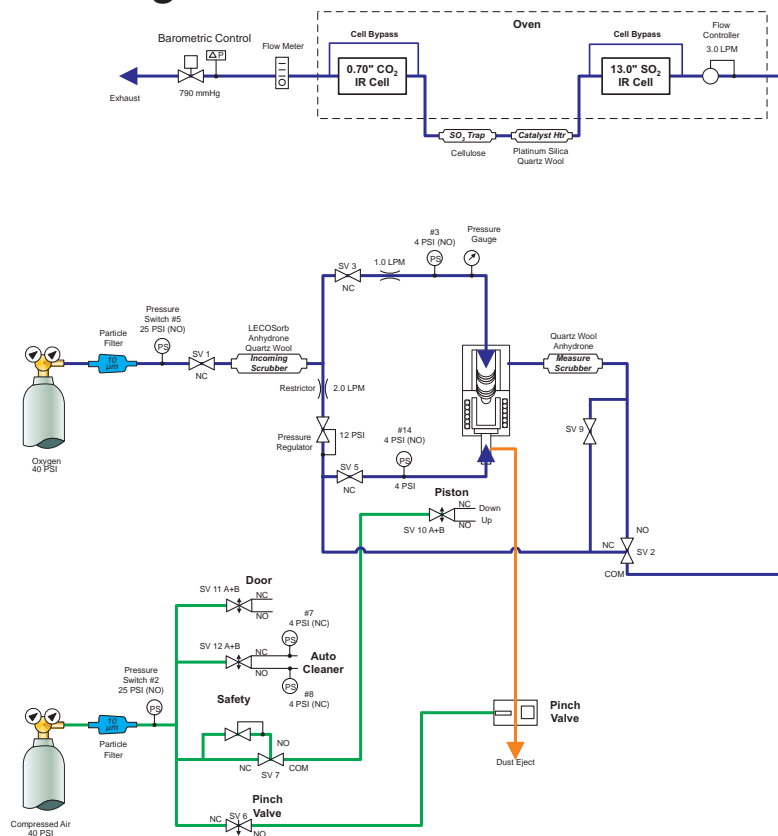 Oven
Barometric Control
Flow Meter
Cell Bypass
Cell Bypass
Flow
Controller
3.0 LPM
ΔP
0.70" CO2
IR Cell
13.0" SO2
IR Cell
Exhaust
790 mmHg
SO3 Trap
Catalyst Htr
Cellulose
Platinum Silica
Quartz Wool
#3
4 PSI (NO)
Pressure
Gauge
SV 3
1.0 LPM
PS
NC
Pressure
Switch #5
25 PSI (NO)
LECOSorb
Anhydrone
Quartz Wool
Quartz Wool
Anhydrone
Particle
Filter
PS
SV 1
10
µm
Incoming
Scrubber
Measure
Scrubber
NC
Restrictor
2.0 LPM
#14
4 PSI (NO)
SV 9
Pressure
Regulator
12 PSI
PS
SV 5
Oxygen
40 PSI
NC
4 PSI
Piston
NC
Down
NO
Up
SV 10 A+B
NO
NC
SV 2
COM
Door
SV 11 A+B
NC
NO
#7
4 PSI (NC)
PS
SV 12 A+B
NC
Auto
Cleaner
NO
PS
#8
4 PSI (NC)
Pressure
Switch #2
25 PSI (NO)
PS
Safety
10
µm
Particle
Filter
NO
NC
COM
SV 7
Pinch
Valve
Dust Eject
Pinch
Valve
NC
SV 6
NO
Compressed Air
40 PSI